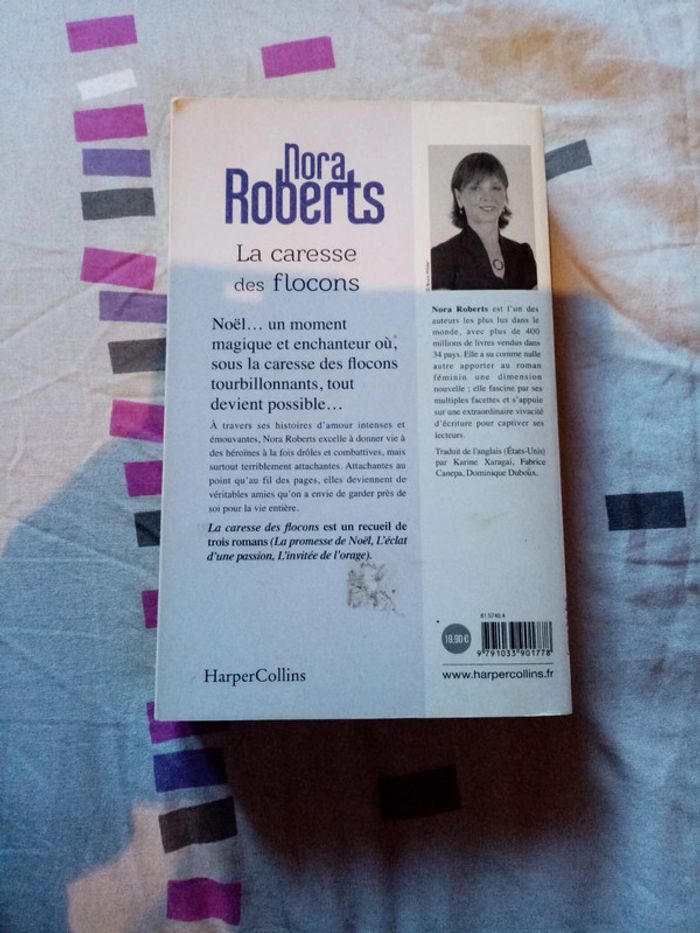 Nora
Roberts
La caresse
des flocons
Noël... un moment
magique et enchanteur où,
sous la caresse des flocons
tourbillonnants, tout
devient possible...
À travers ses histoires d'amour intenses et
émouvantes, Nora Roberts excelle à donner vie à
des héroïnes à la fois drôles et combattives, mais
surtout terriblement attachantes. Attachantes au
point qu'au fil des pages, elles deviennent de
véritables amies qu'on a envie de garder près de
soi pour la vie entière.
La caresse des flocons est un recueil de
trois romans (La promesse de Noël, L'éclat
d'une passion, L'invitée de l'orage).
HarperCollins
Nora Roberts est l'un des
auteurs les plus lus dans le
monde, avec plus de 400
millions de livres vendus dans
34 pays. Elle a su comme nulle
autre apporter au roman
féminin une dimension
nouvelle ; elle fascine par ses
multiples facettes et s'appuie
sur une extraordinaire vivacité
d'écriture pour captiver ses
lecteurs.
Traduit de l'anglais (États-Unis)
par Karine Xaragai, Fabrice
Canepa, Dominique Duboux.
19,90 €
81 5740 4
9 791033 901778
www.harpercollins.fr